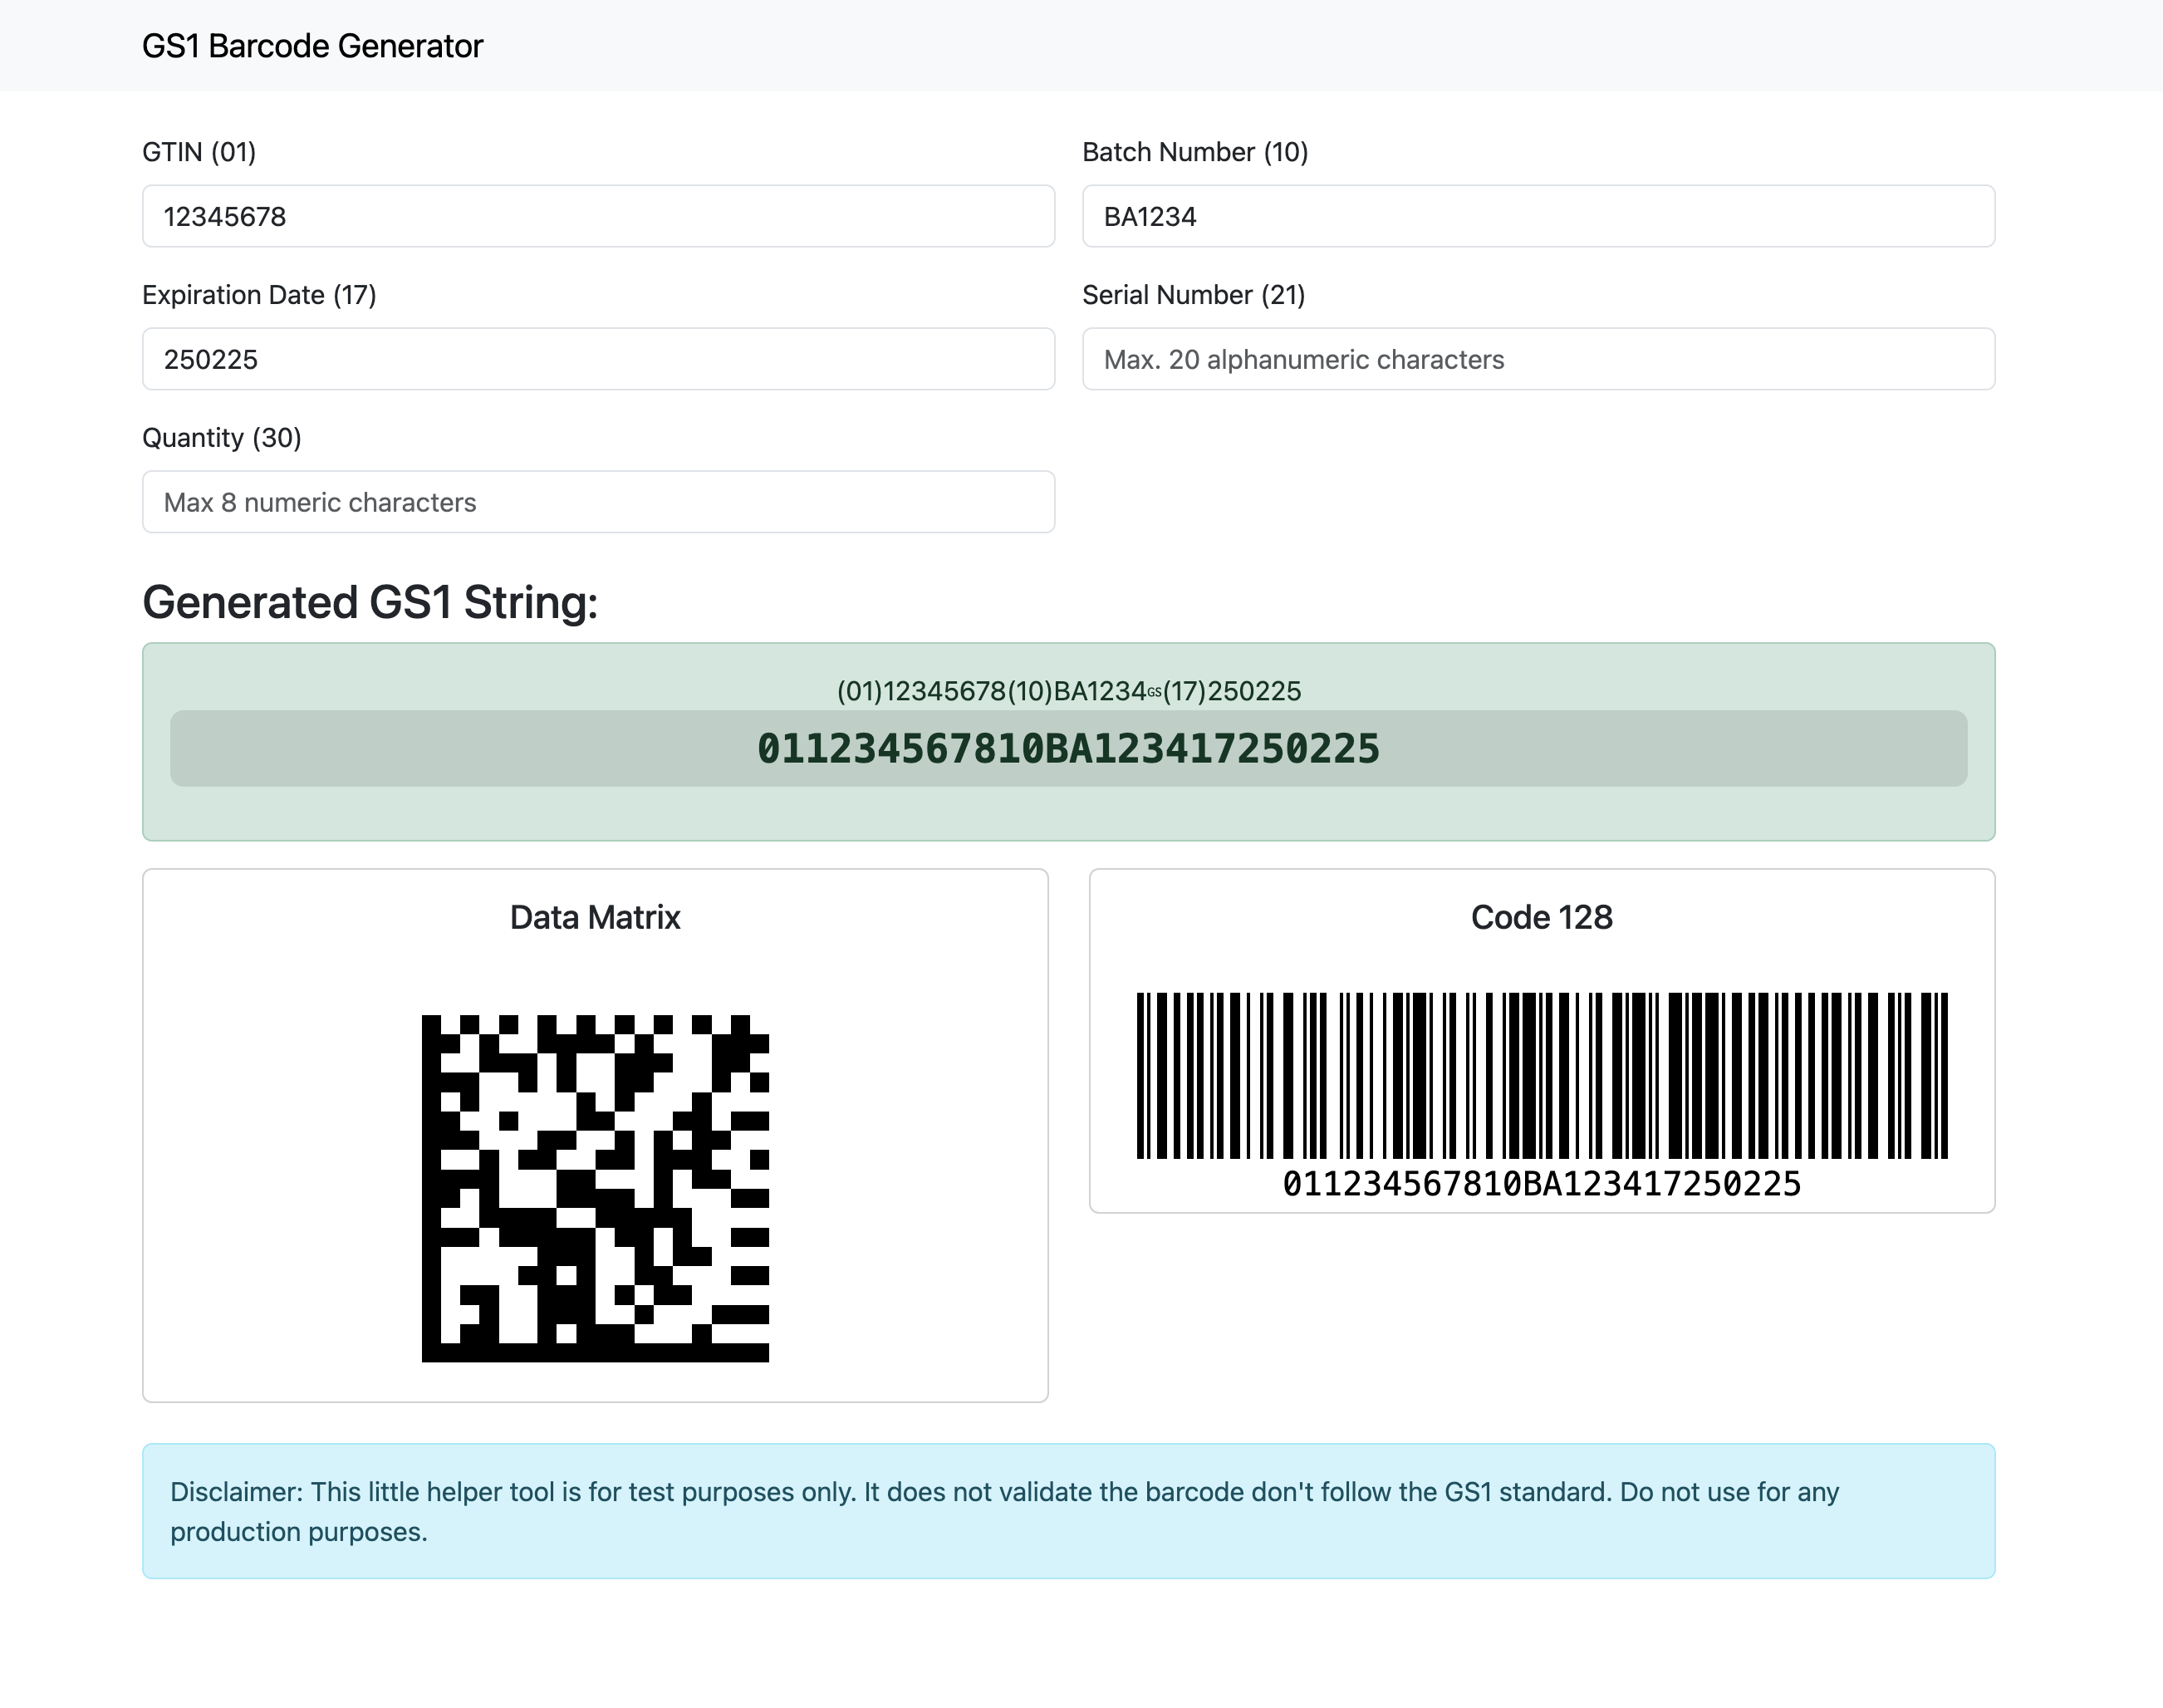 GS1 Barcode Generator
GTIN (01)
12345678
Batch Number (10)
BA1234
Expiration Date (17)
250225
Serial Number (21)
Max. 20 alphanumeric characters
Quantity (30)
Max 8 numeric characters
Generated GS1 String:
(01)12345678(10)BA1234GS(17)250225
011234567810BA123417250225
Data Matrix
Code 128
011234567810BA123417250225
Disclaimer: This little helper tool is for test purposes only. It does not validate the barcode don't follow the GS1 standard. Do not use for any
production purposes.